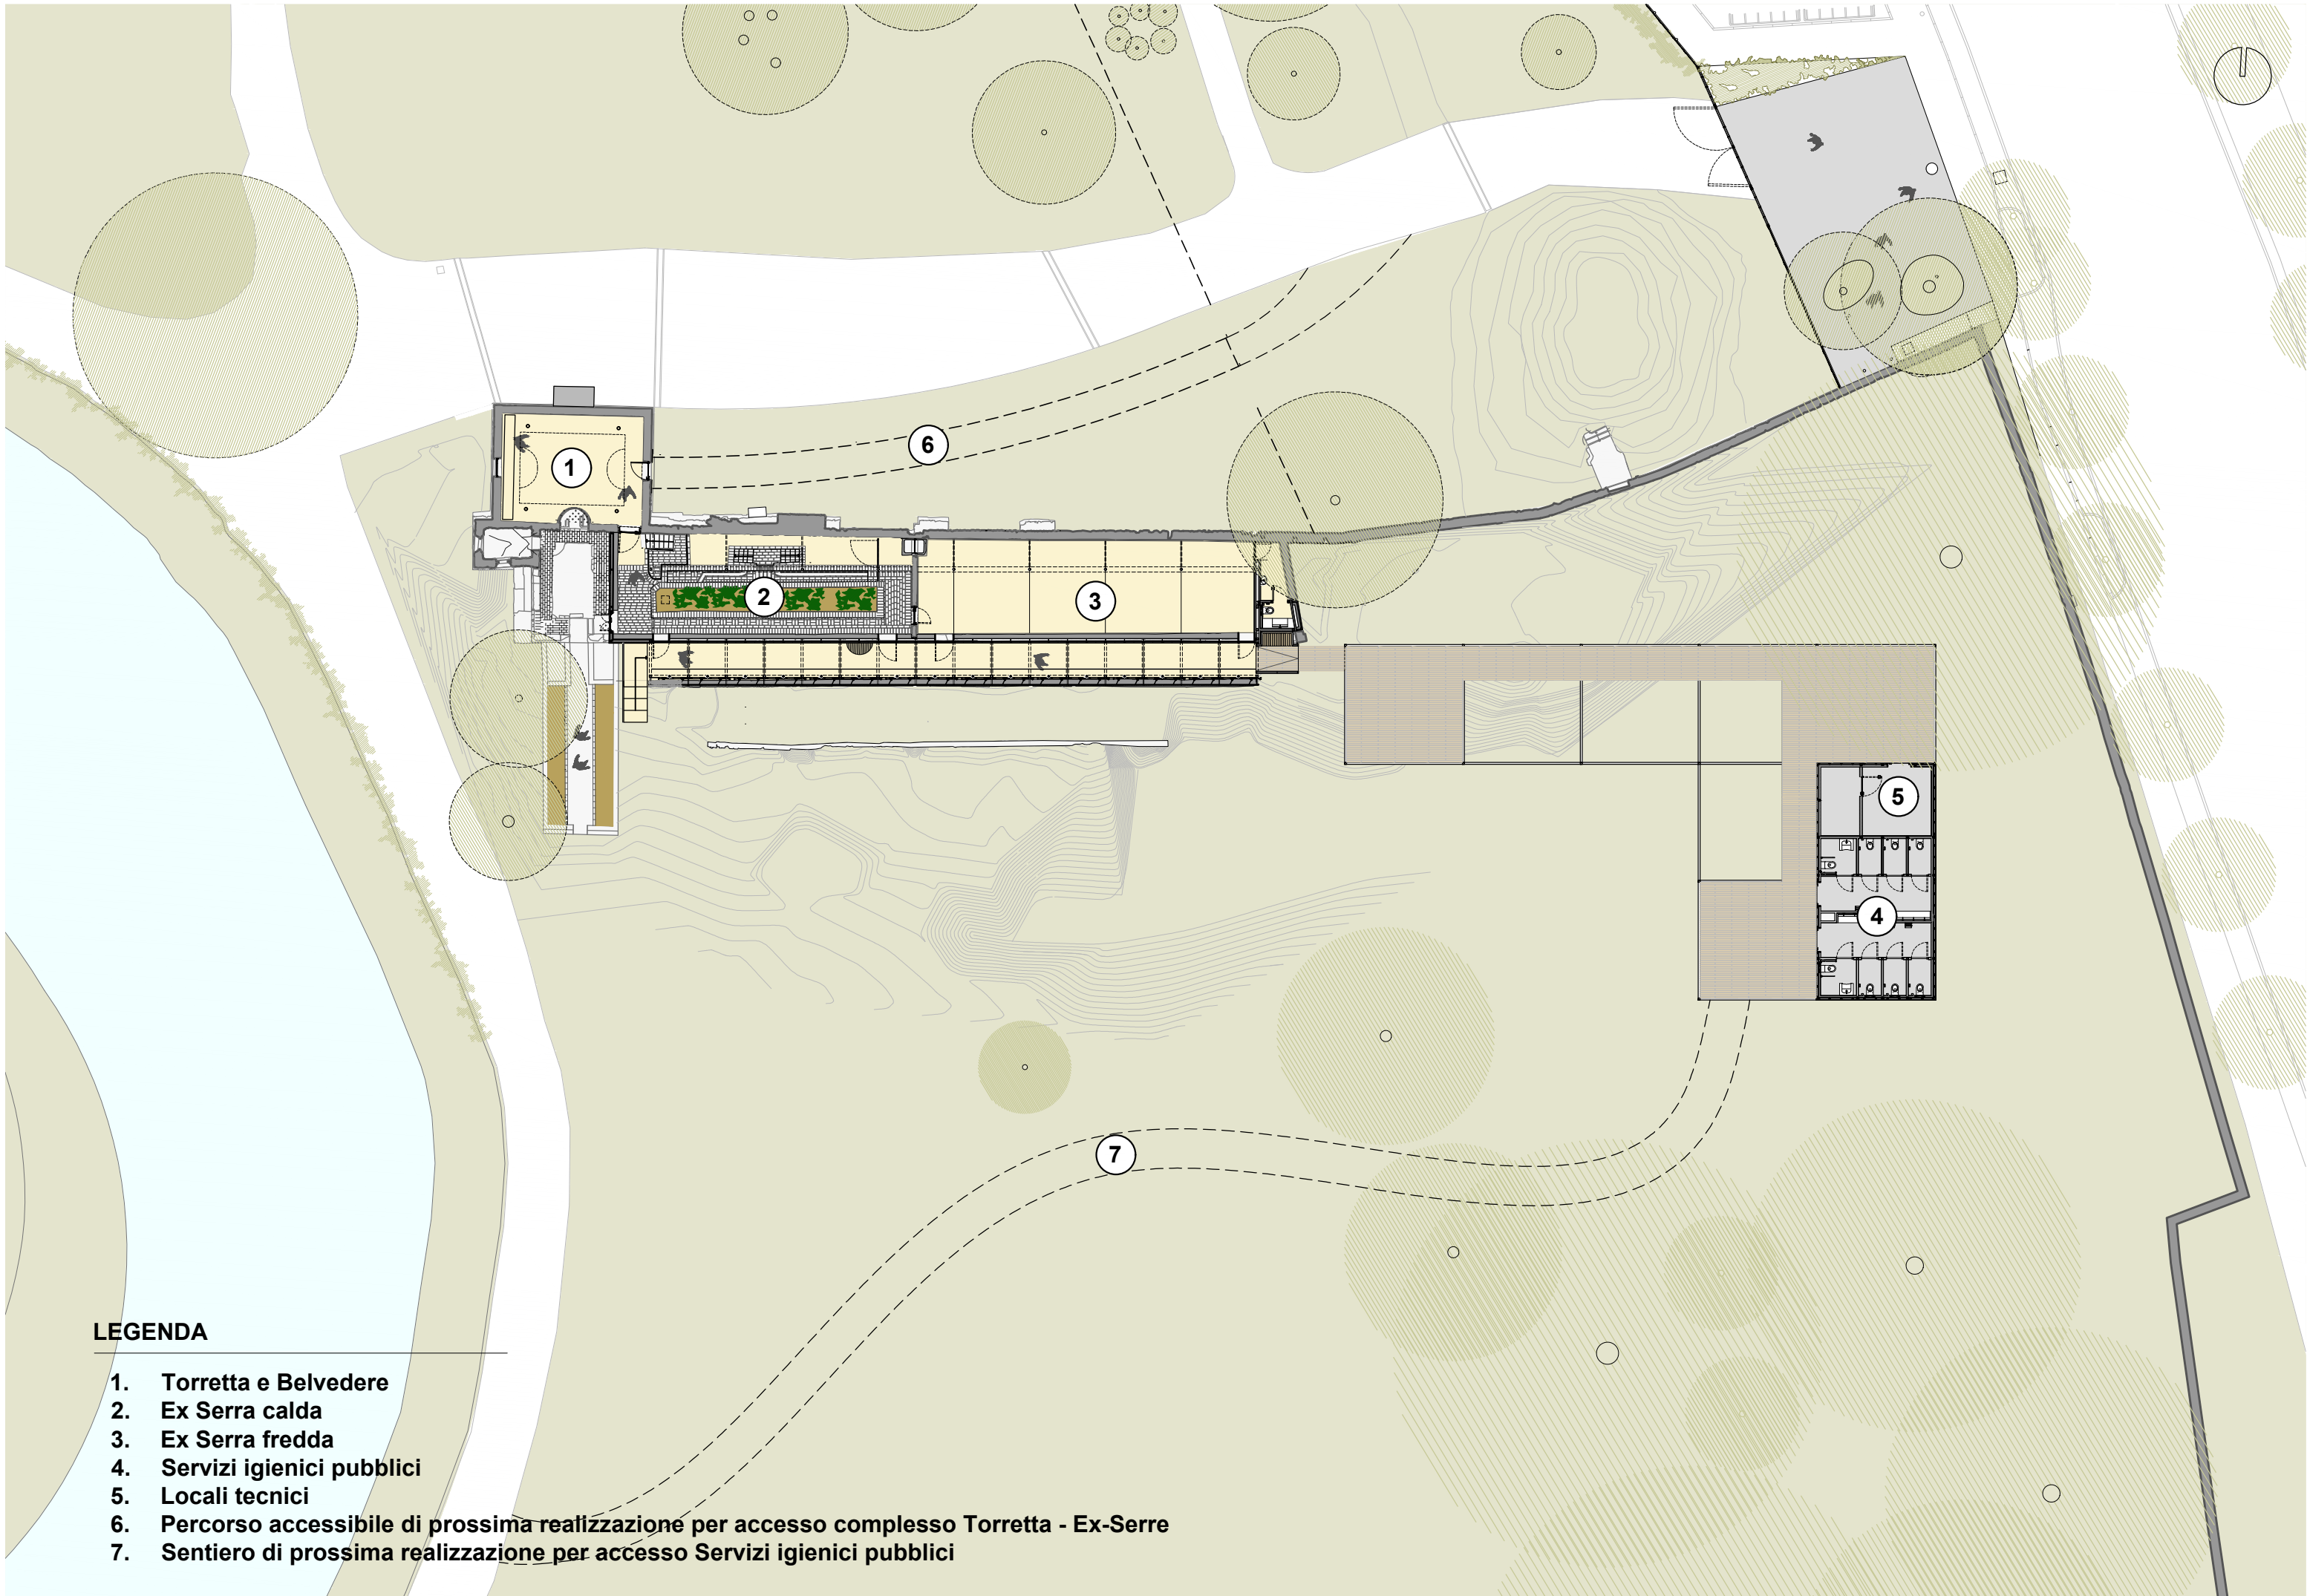 1
6
2
3
5
4
7
LEGENDA
1. Torretta e Belvedere
2. Ex Serra calda
3. Ex Serra fredda
4. Servizi igienici pubblici
5. Locali tecnici
6. Percorso accessibile di prossima realizzazione per accesso complesso Torretta - Ex-Serre
7. Sentiero di prossima realizzazione per accesso Servizi igienici pubblici